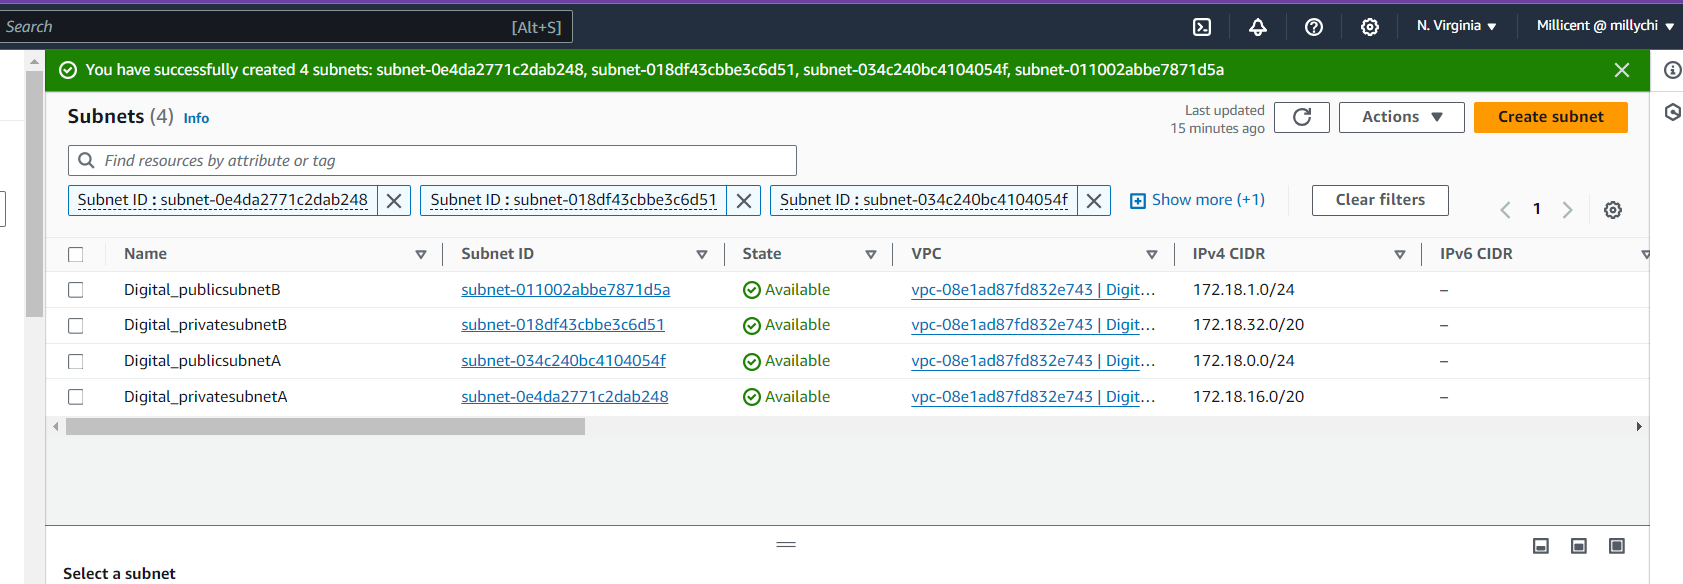 Search [Alt+S] N. Virginia Millicent @ millychi
You have successfully created 4 subnets: subnet-0e4da2771c2dab248, subnet-018df43cbbe3c6d51, subnet-034c240bc4104054f, subnet-011002abbe7871d5a
Subnets (4) Info
Last updated
15 minutes ago
Actions
Create subnet
Find resources by attribute or tag
Subnet ID : subnet-0e4da2771c2dab248 Subnet ID : subnet-018df43cbbe3c6d51 Subnet ID : subnet-034c240bc4104054f Show more (+1) Clear filters
1
Name Subnet ID State VPC IPv4 CIDR IPv6 CIDR
Digital_publicsubnetB subnet-011002abbe7871d5a Available vpc-08e1ad87fd832e743 | Digit... 172.18.1.0/24 –
Digital_privatesubnetB subnet-018df43cbbe3c6d51 Available vpc-08e1ad87fd832e743 | Digit... 172.18.32.0/20 –
Digital_publicsubnetA subnet-034c240bc4104054f Available vpc-08e1ad87fd832e743 | Digit... 172.18.0.0/24 –
Digital_privatesubnetA subnet-0e4da2771c2dab248 Available vpc-08e1ad87fd832e743 | Digit... 172.18.16.0/20 –
Select a subnet